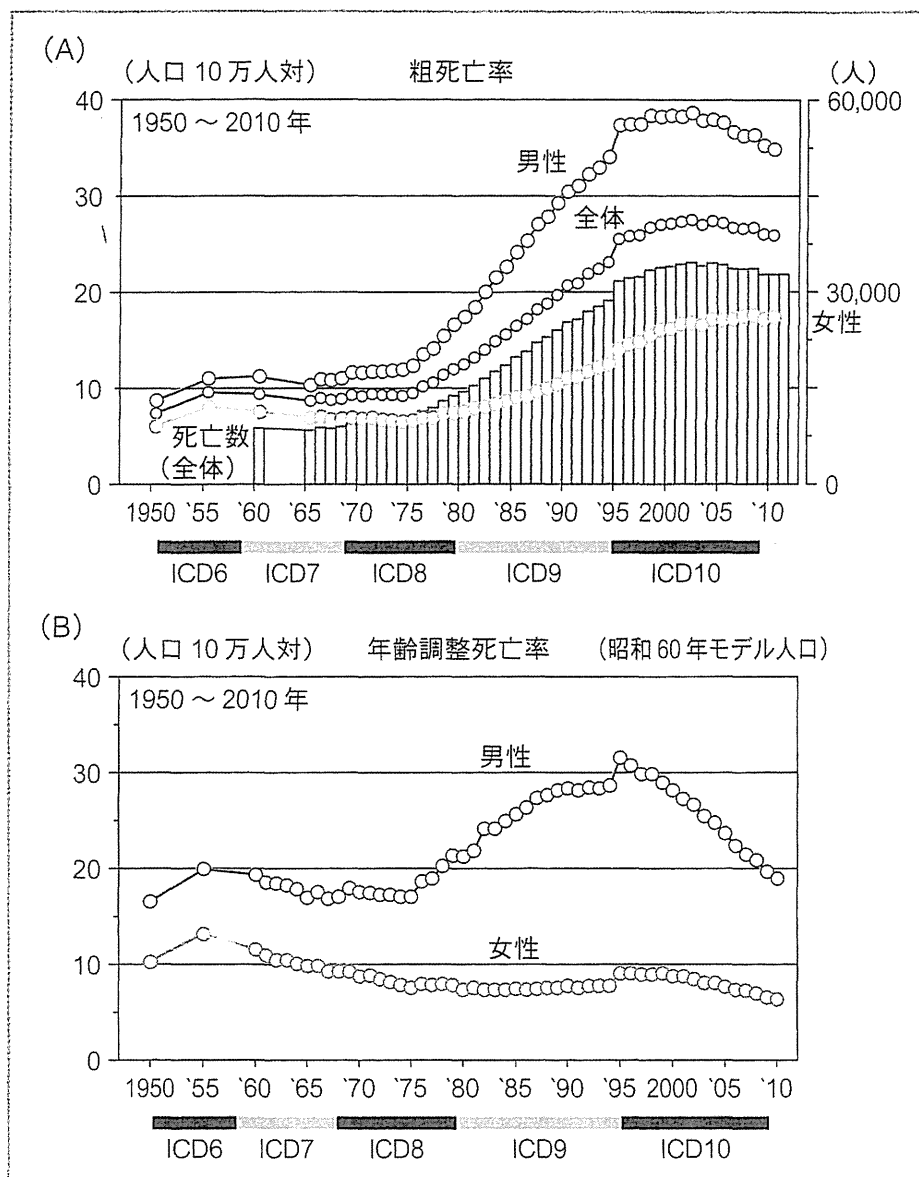 (A)
(人口 10 万人対) 粗死亡率 (人)
40 60,000
1950 〜 2010 年
男性
30
全体
20 30,000
女性
10
死亡数
(全体)
0 0
1950 `55 `60 `65 `70 `75 `80 `85 `90 `95 2000 `05 `10
ICD6 ICD7 ICD8 ICD9 ICD10
(B)
(人口 10 万人対) 年齢調整死亡率 (昭和 60 年モデル人口)
40
1950 〜 2010 年
男性
30
20
女性
10
0
1950 `55 `60 `65 `70 `75 `80 `85 `90 `95 2000 `05 `10
ICD6 ICD7 ICD8 ICD9 ICD10